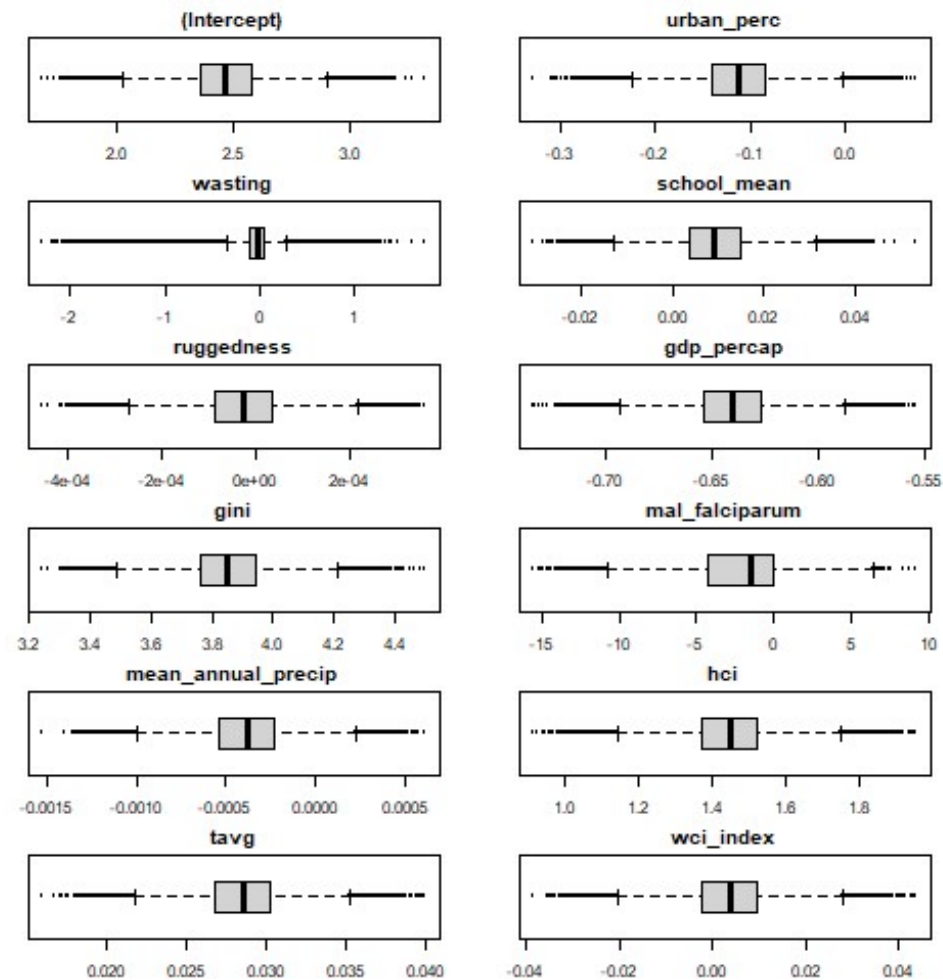 (Intercept) urban_perc
2.0 2.5 3.0 -0.3 -0.2 -0.1 0.0
wasting school_mean
-2 -1 0 1 -0.02 0.00 0.02 0.04
ruggedness gdp_percap
-4e-04 -2e-04 0e+00 2e-04 -0.70 -0.65 -0.60 -0.55
gini mal_falciparum
3.2 3.4 3.6 3.8 4.0 4.2 4.4 -15 -10 -5 0 5 10
mean_annual_precip hci
-0.0015 -0.0010 -0.0005 0.0000 0.0005 1.0 1.2 1.4 1.6 1.8
tavg wci_index
0.020 0.025 0.030 0.035 0.040 -0.04 -0.02 0.00 0.02 0.04